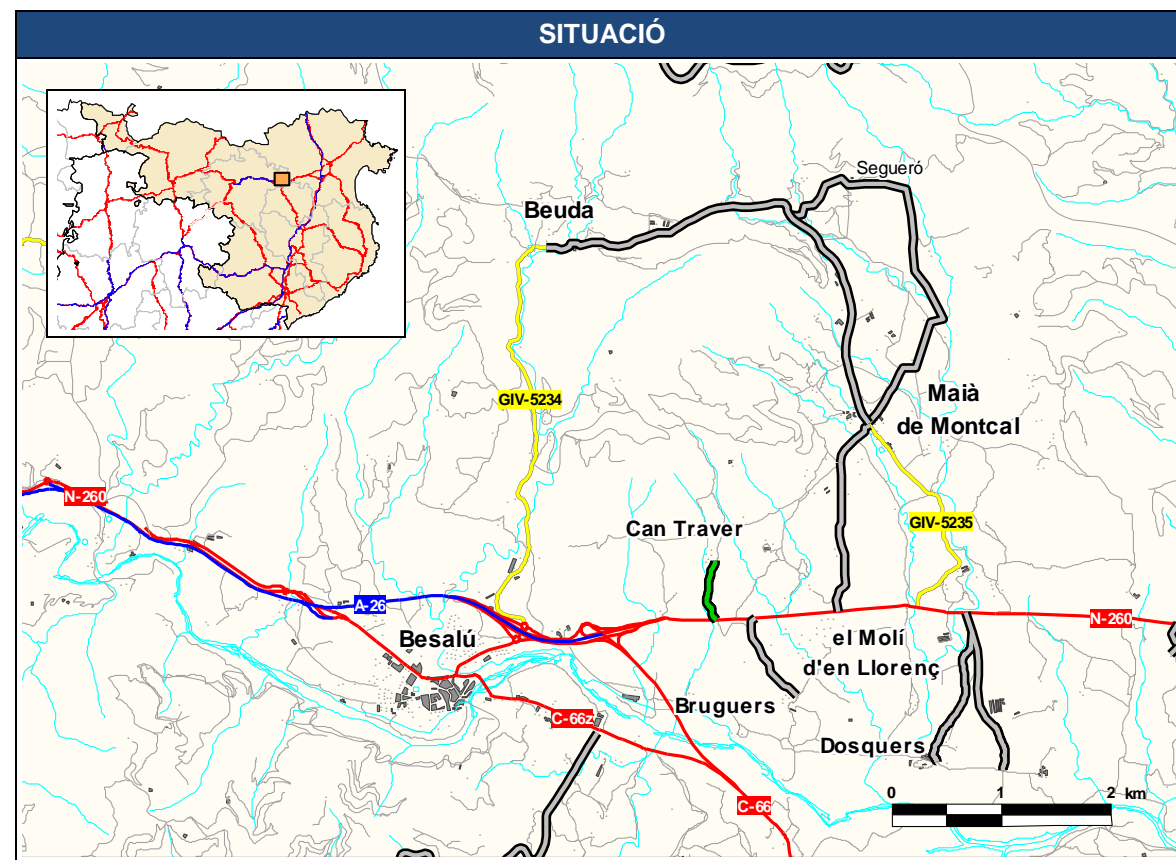 SITUACIÓ
Segueró
Beuda
GIV-5234
Maià
de Montcal
N-260
Can Traver
GIV-5235
A-26
Besalú
N-260
el Molí
d'en Llorenç
Bruguers
C-66z
Dosquers
0 1 2 km
C-66